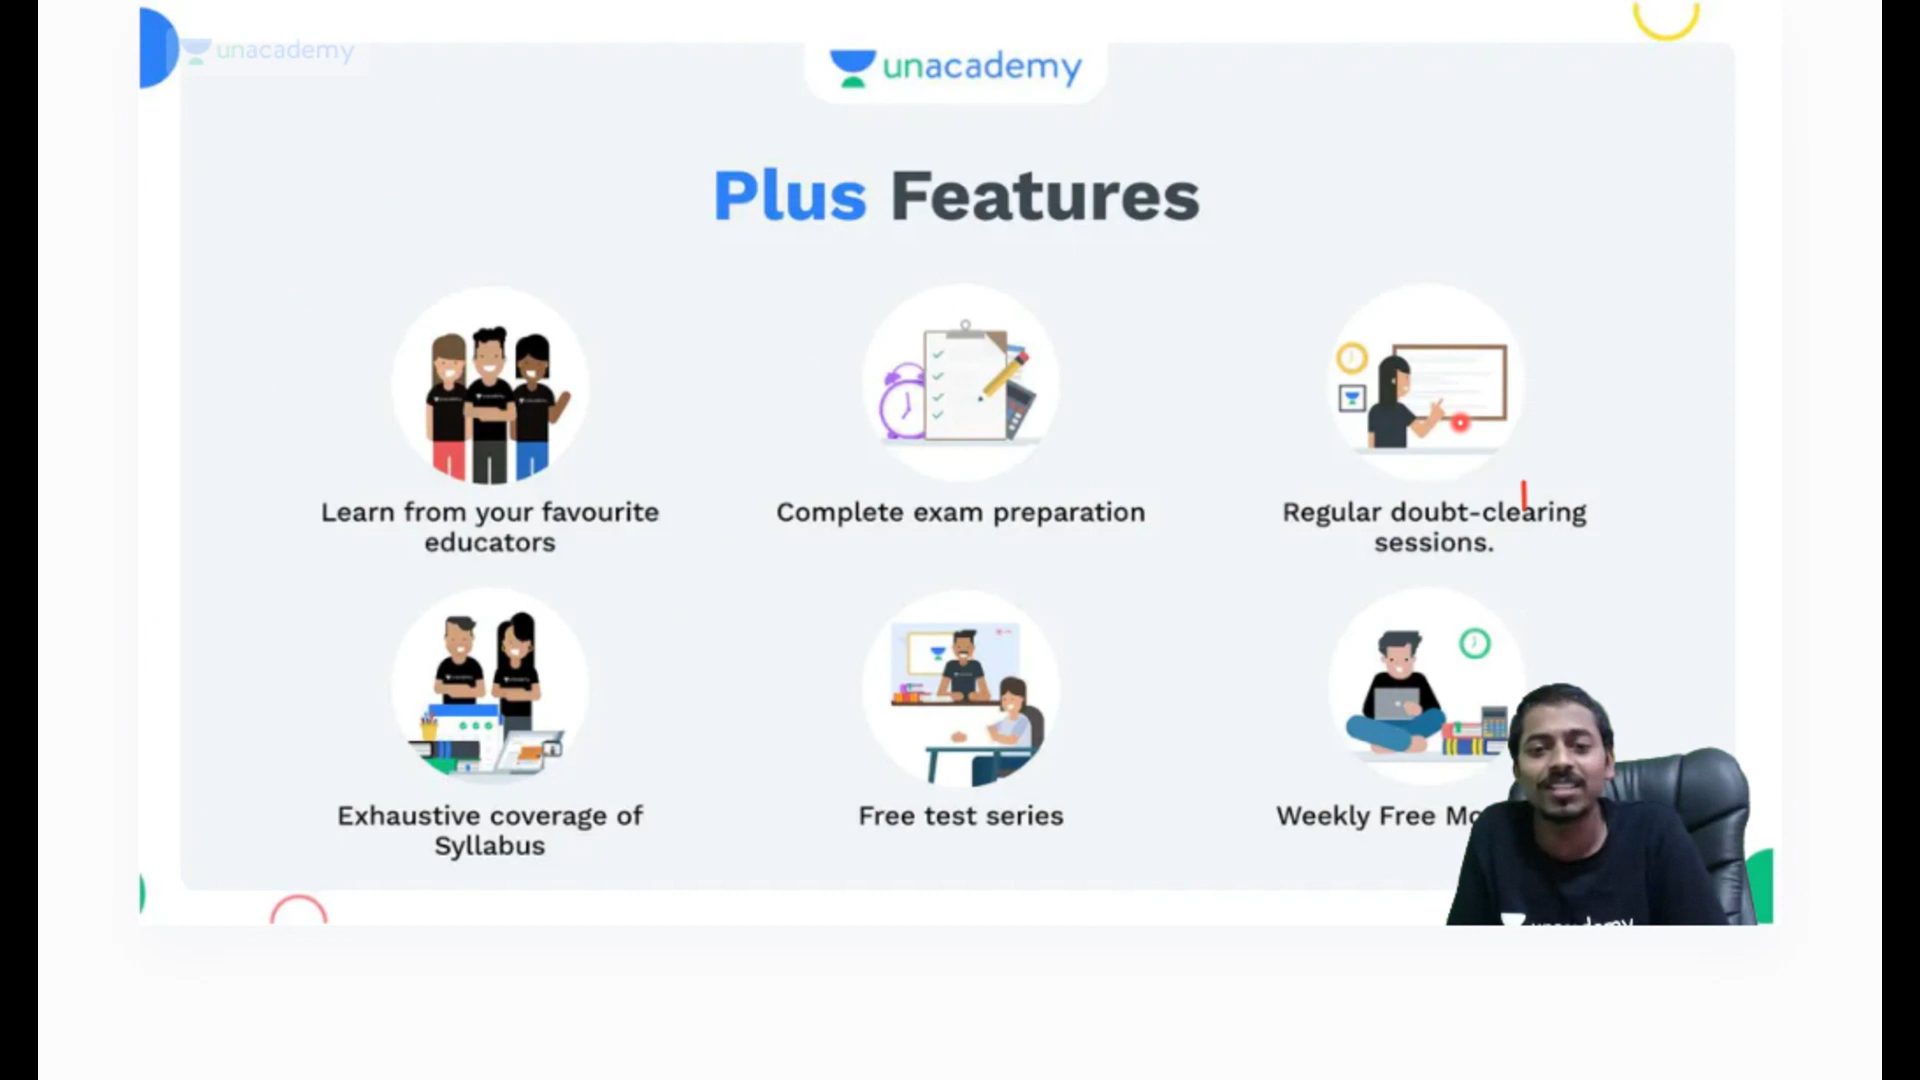 unacademy
unacademy
Plus Features
Learn from your favourite
educators
Complete exam preparation
Regular doubt-clearing
sessions.
Exhaustive coverage of
Syllabus
Free test series
Weekly Free
unacademy